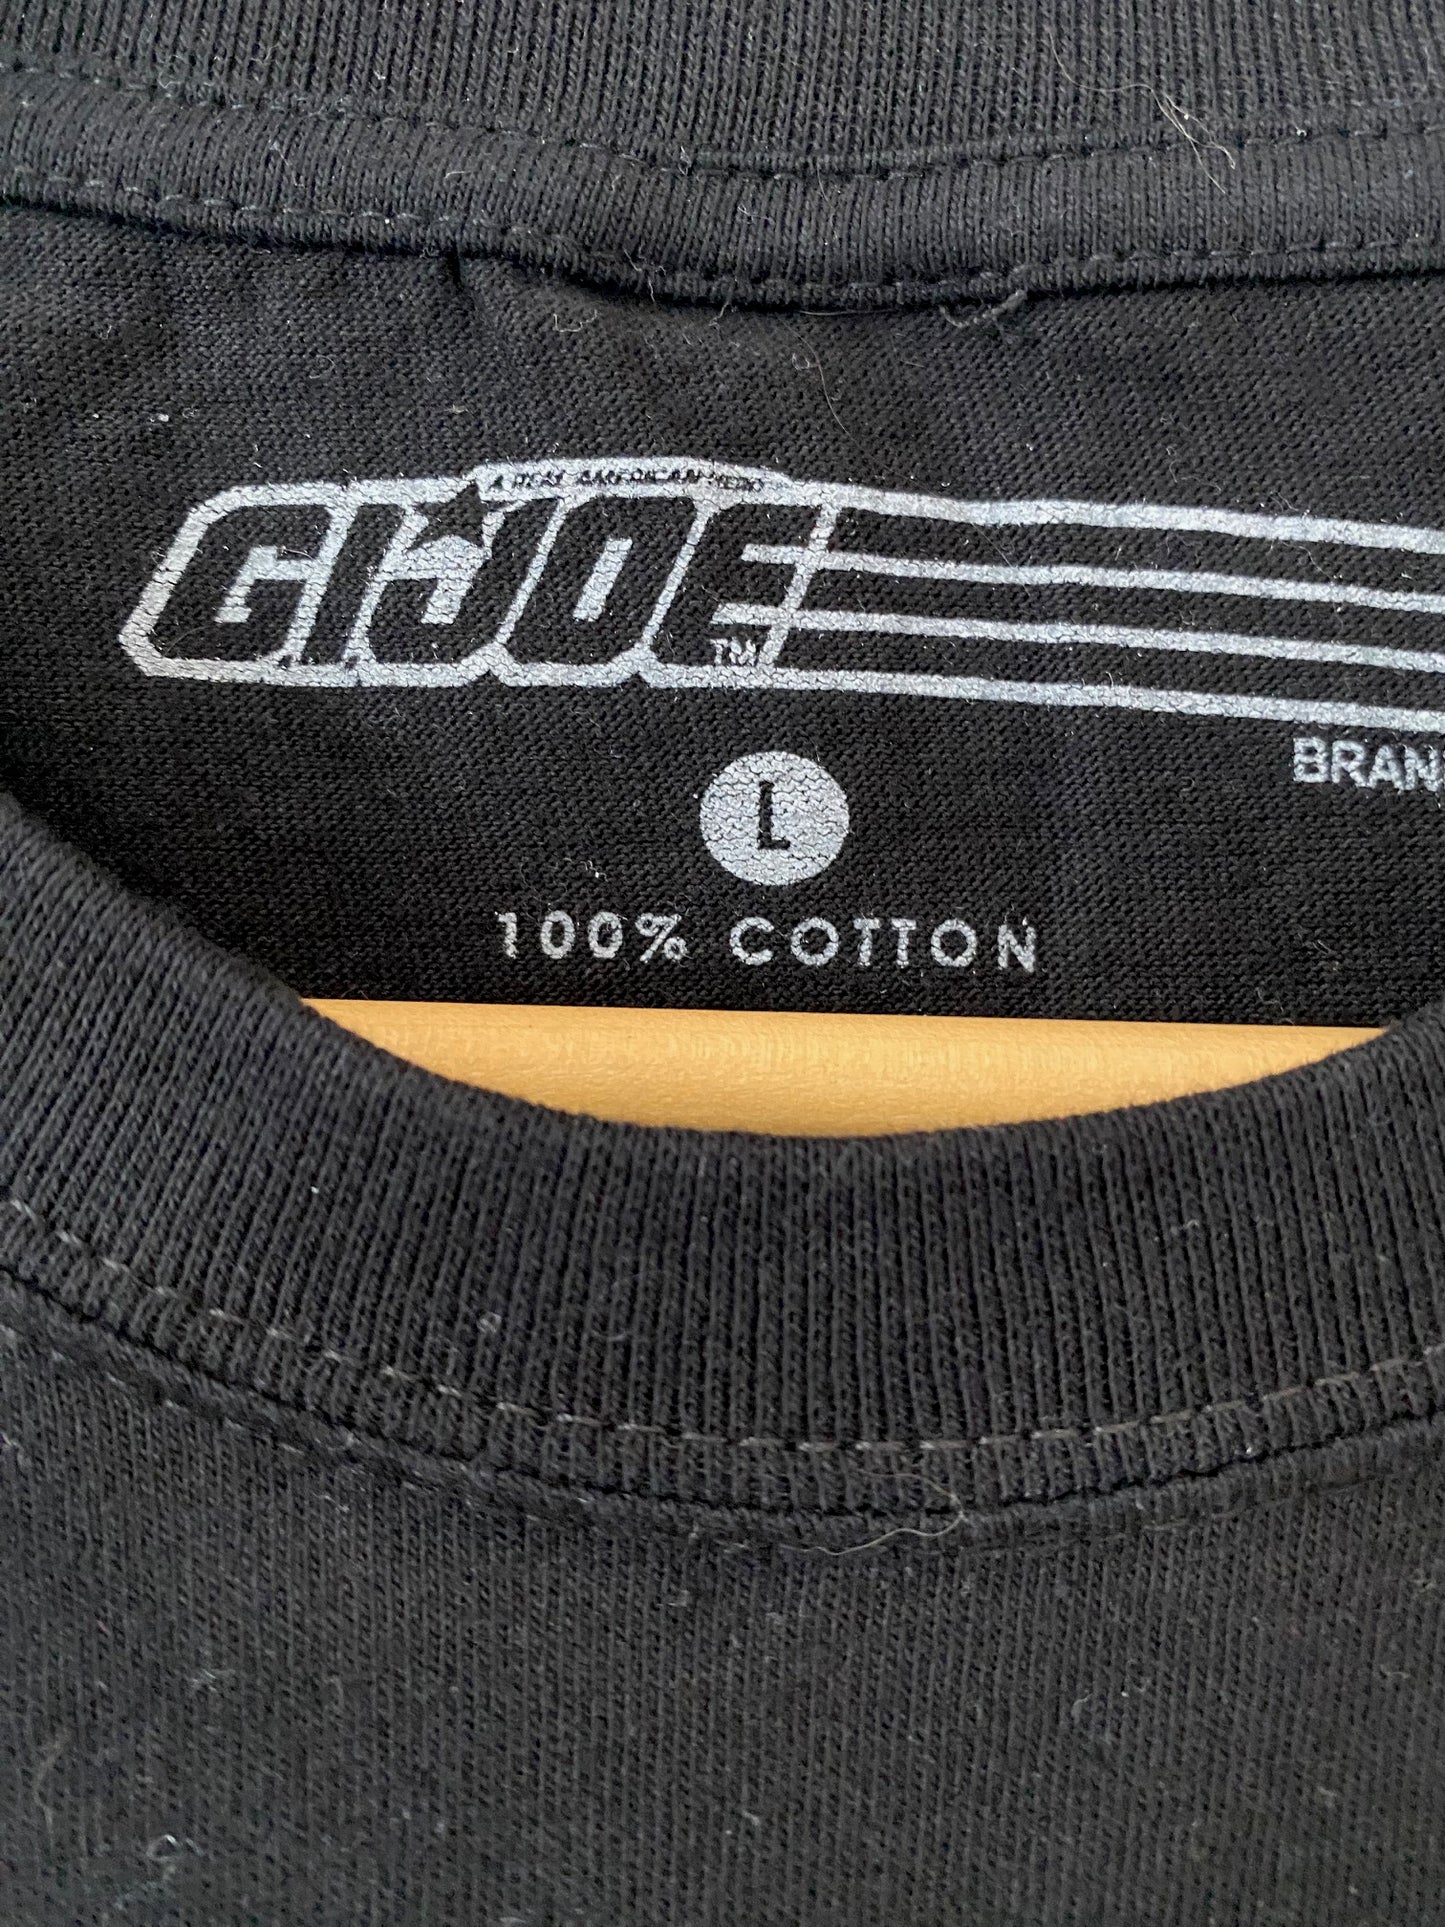 A REAL AMERICAN HERO
G.I.JOE
TM
BRAN
L
100% COTTON